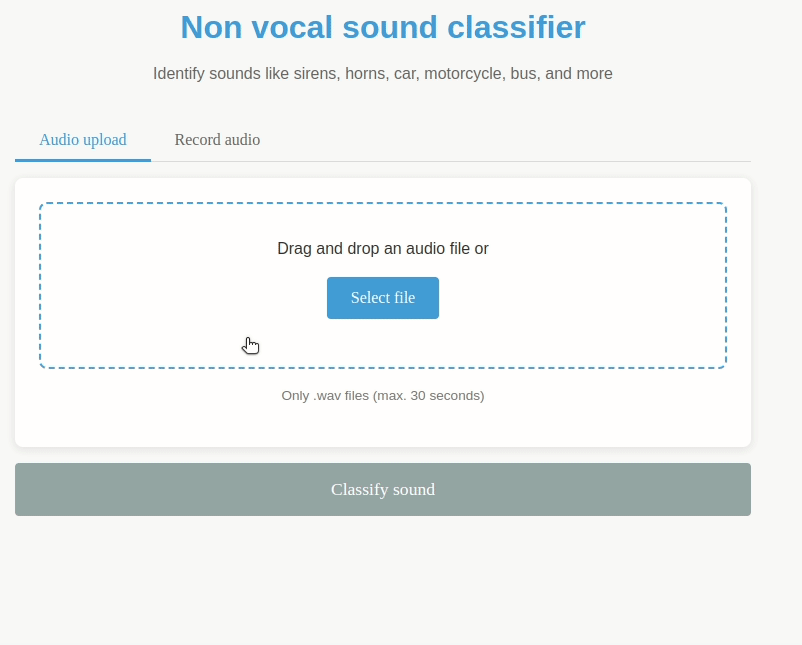 Non vocal sound classifier
Identify sounds like sirens, horns, car, motorcycle, bus, and more
Audio upload
Record audio
Drag and drop an audio file or
Select file
Only .wav files (max. 30 seconds)
Classify sound